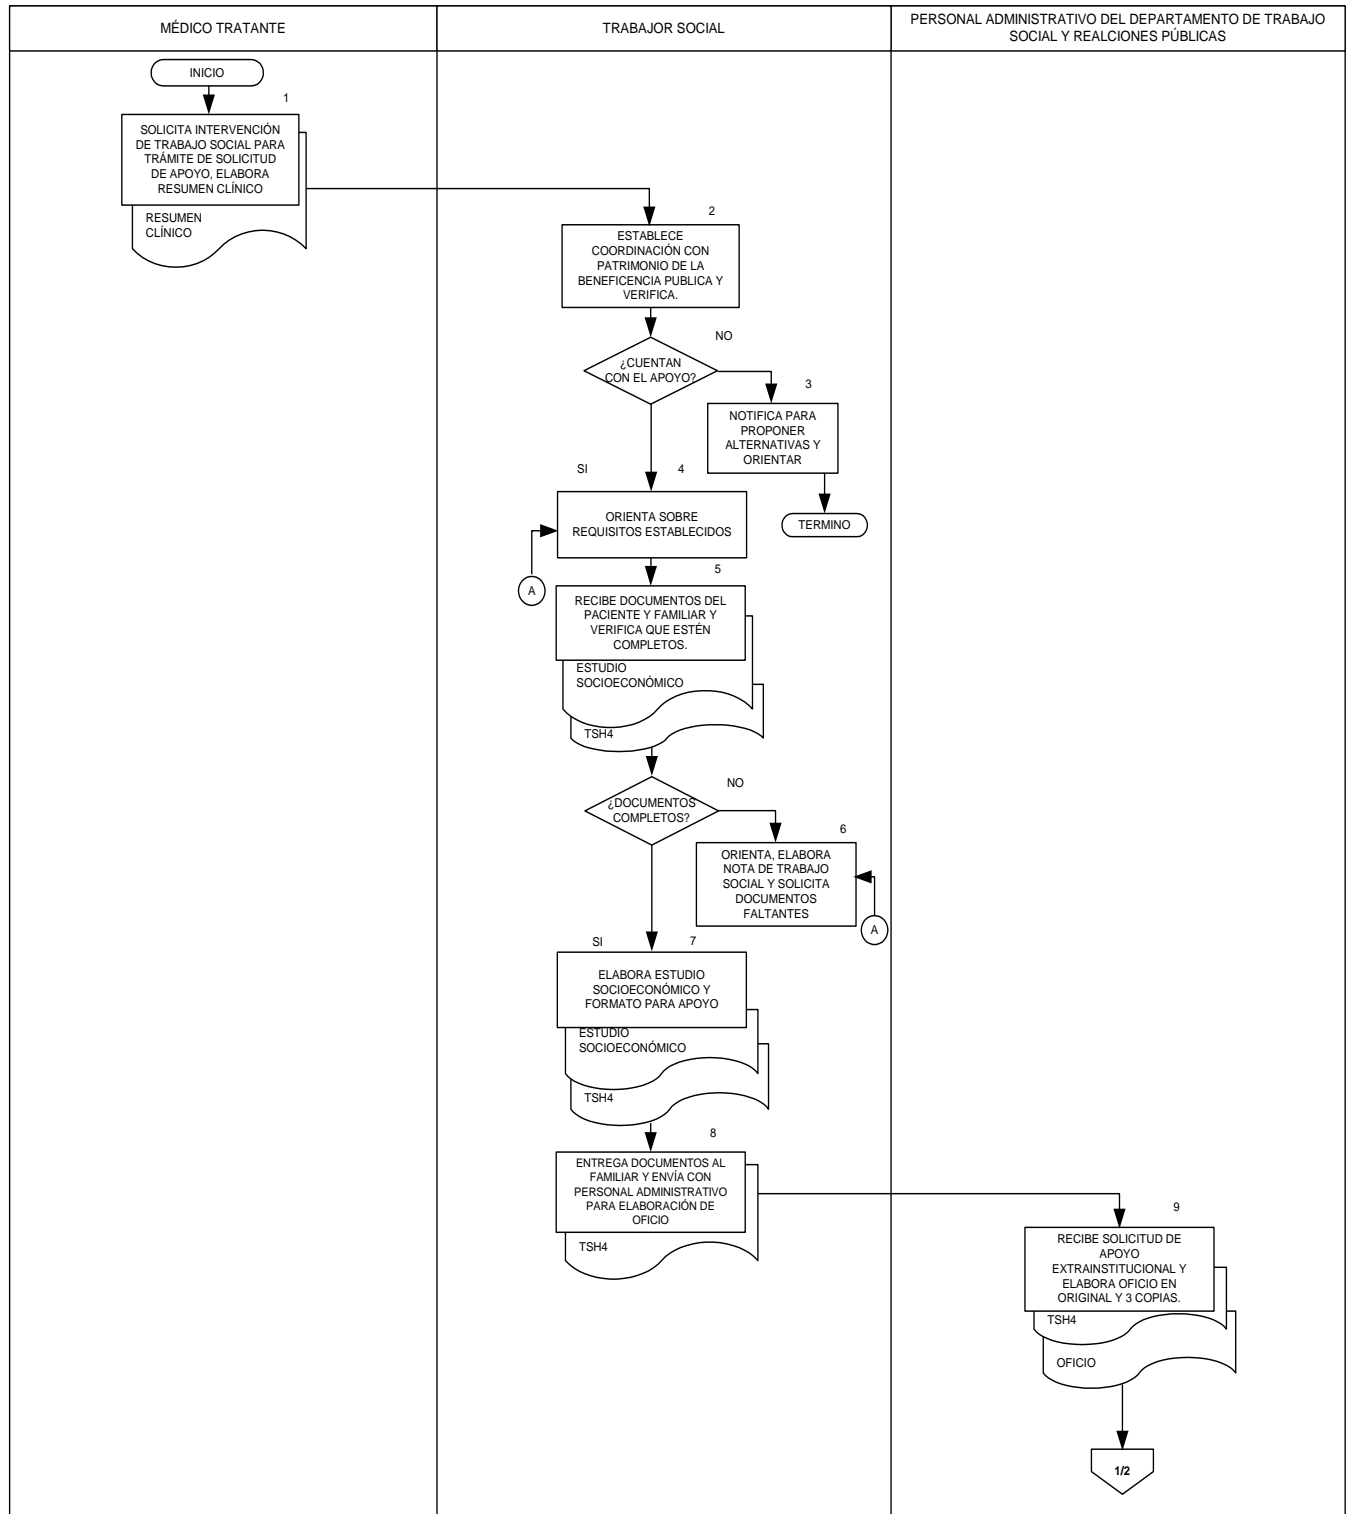 MÉDICO TRATANTE
TRABAJOR SOCIAL
PERSONAL ADMINISTRATIVO DEL DEPARTAMENTO DE TRABAJO
SOCIAL Y REALCIONES PÚBLICAS
INICIO
1
SOLICITA INTERVENCIÓN
DE TRABAJO SOCIAL PARA
TRÁMITE DE SOLICITUD
DE APOYO, ELABORA
RESUMEN CLÍNICO
RESUMEN
CLÍNICO
2
ESTABLECE
COORDINACIÓN CON
PATRIMONIO DE LA
BENEFICENCIA PUBLICA Y
VERIFICA.
NO
¿CUENTAN
CON EL APOYO?
3
NOTIFICA PARA
PROPONER
ALTERNATIVAS Y
ORIENTAR
TERMINO
SI
4
ORIENTA SOBRE
REQUISITOS ESTABLECIDOS
A
5
RECIBE DOCUMENTOS DEL
PACIENTE Y FAMILIAR Y
VERIFICA QUE ESTÉN
COMPLETOS.
ESTUDIO
SOCIOECONÓMICO
TSH4
NO
¿DOCUMENTOS
COMPLETOS?
6
ORIENTA, ELABORA
NOTA DE TRABAJO
SOCIAL Y SOLICITA
DOCUMENTOS
FALTANTES
A
SI
7
ELABORA ESTUDIO
SOCIOECONÓMICO Y
FORMATO PARA APOYO
ESTUDIO
SOCIOECONÓMICO
TSH4
8
ENTREGA DOCUMENTOS AL
FAMILIAR Y ENVÍA CON
PERSONAL ADMINISTRATIVO
PARA ELABORACIÓN DE
OFICIO
TSH4
9
RECIBE SOLICITUD DE
APOYO
EXTRAINSTITUCIONAL Y
ELABORA OFICIO EN
ORIGINAL Y 3 COPIAS.
TSH4
OFICIO
1/2